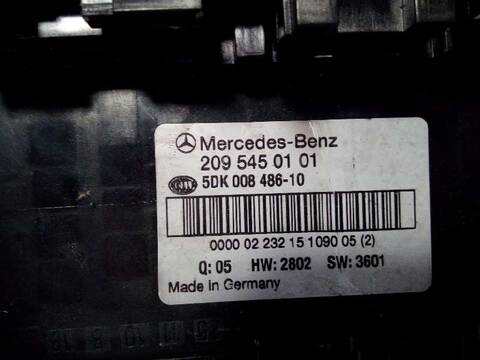 Mercedes-Benz
209 545 01 01
HELLA 5DK 008 486-10
0000 02 232 15 1090 05 (2)
Q: 05 HW: 2802 SW: 3601
Made in Germany